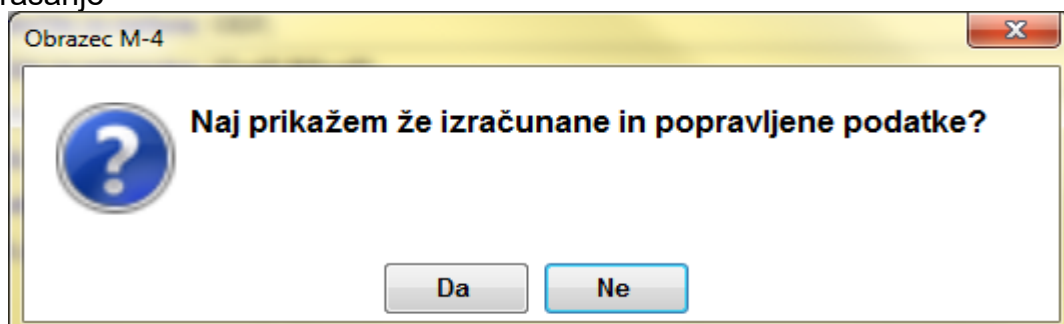 Obrazec M-4
Naj prikažem že izračunane in popravljene podatke?
Da
Ne